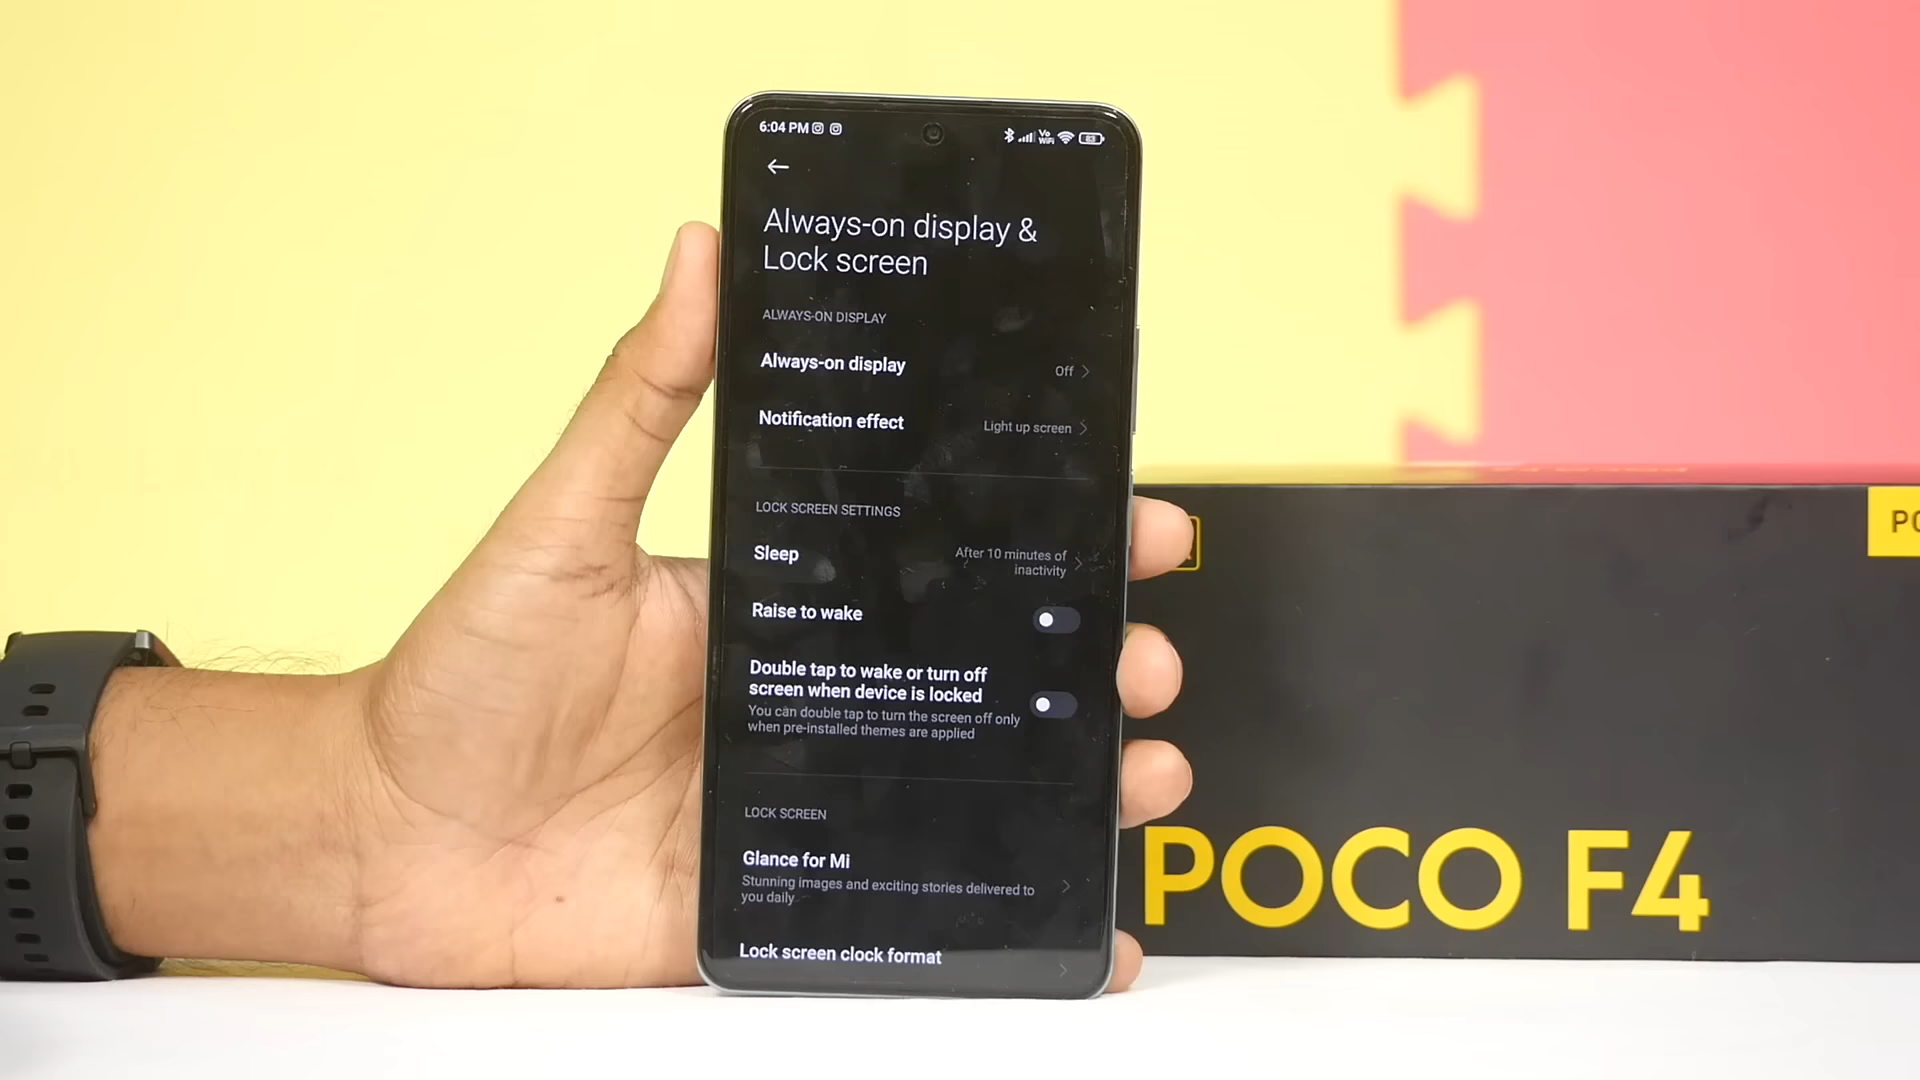 6:04 PM
Vo
WiFi
83
Always-on display &
Lock screen
ALWAYS-ON DISPLAY
Always-on display
Off
Notification effect
Light up screen
LOCK SCREEN SETTINGS
Sleep
After 10 minutes of
inactivity
Raise to wake
Double tap to wake or turn off
screen when device is locked
You can double tap to turn the screen off only
when pre-installed themes are applied
LOCK SCREEN
Glance for Mi
Stunning images and exciting stories delivered to
you daily
Lock screen clock format
PO
POCO F4